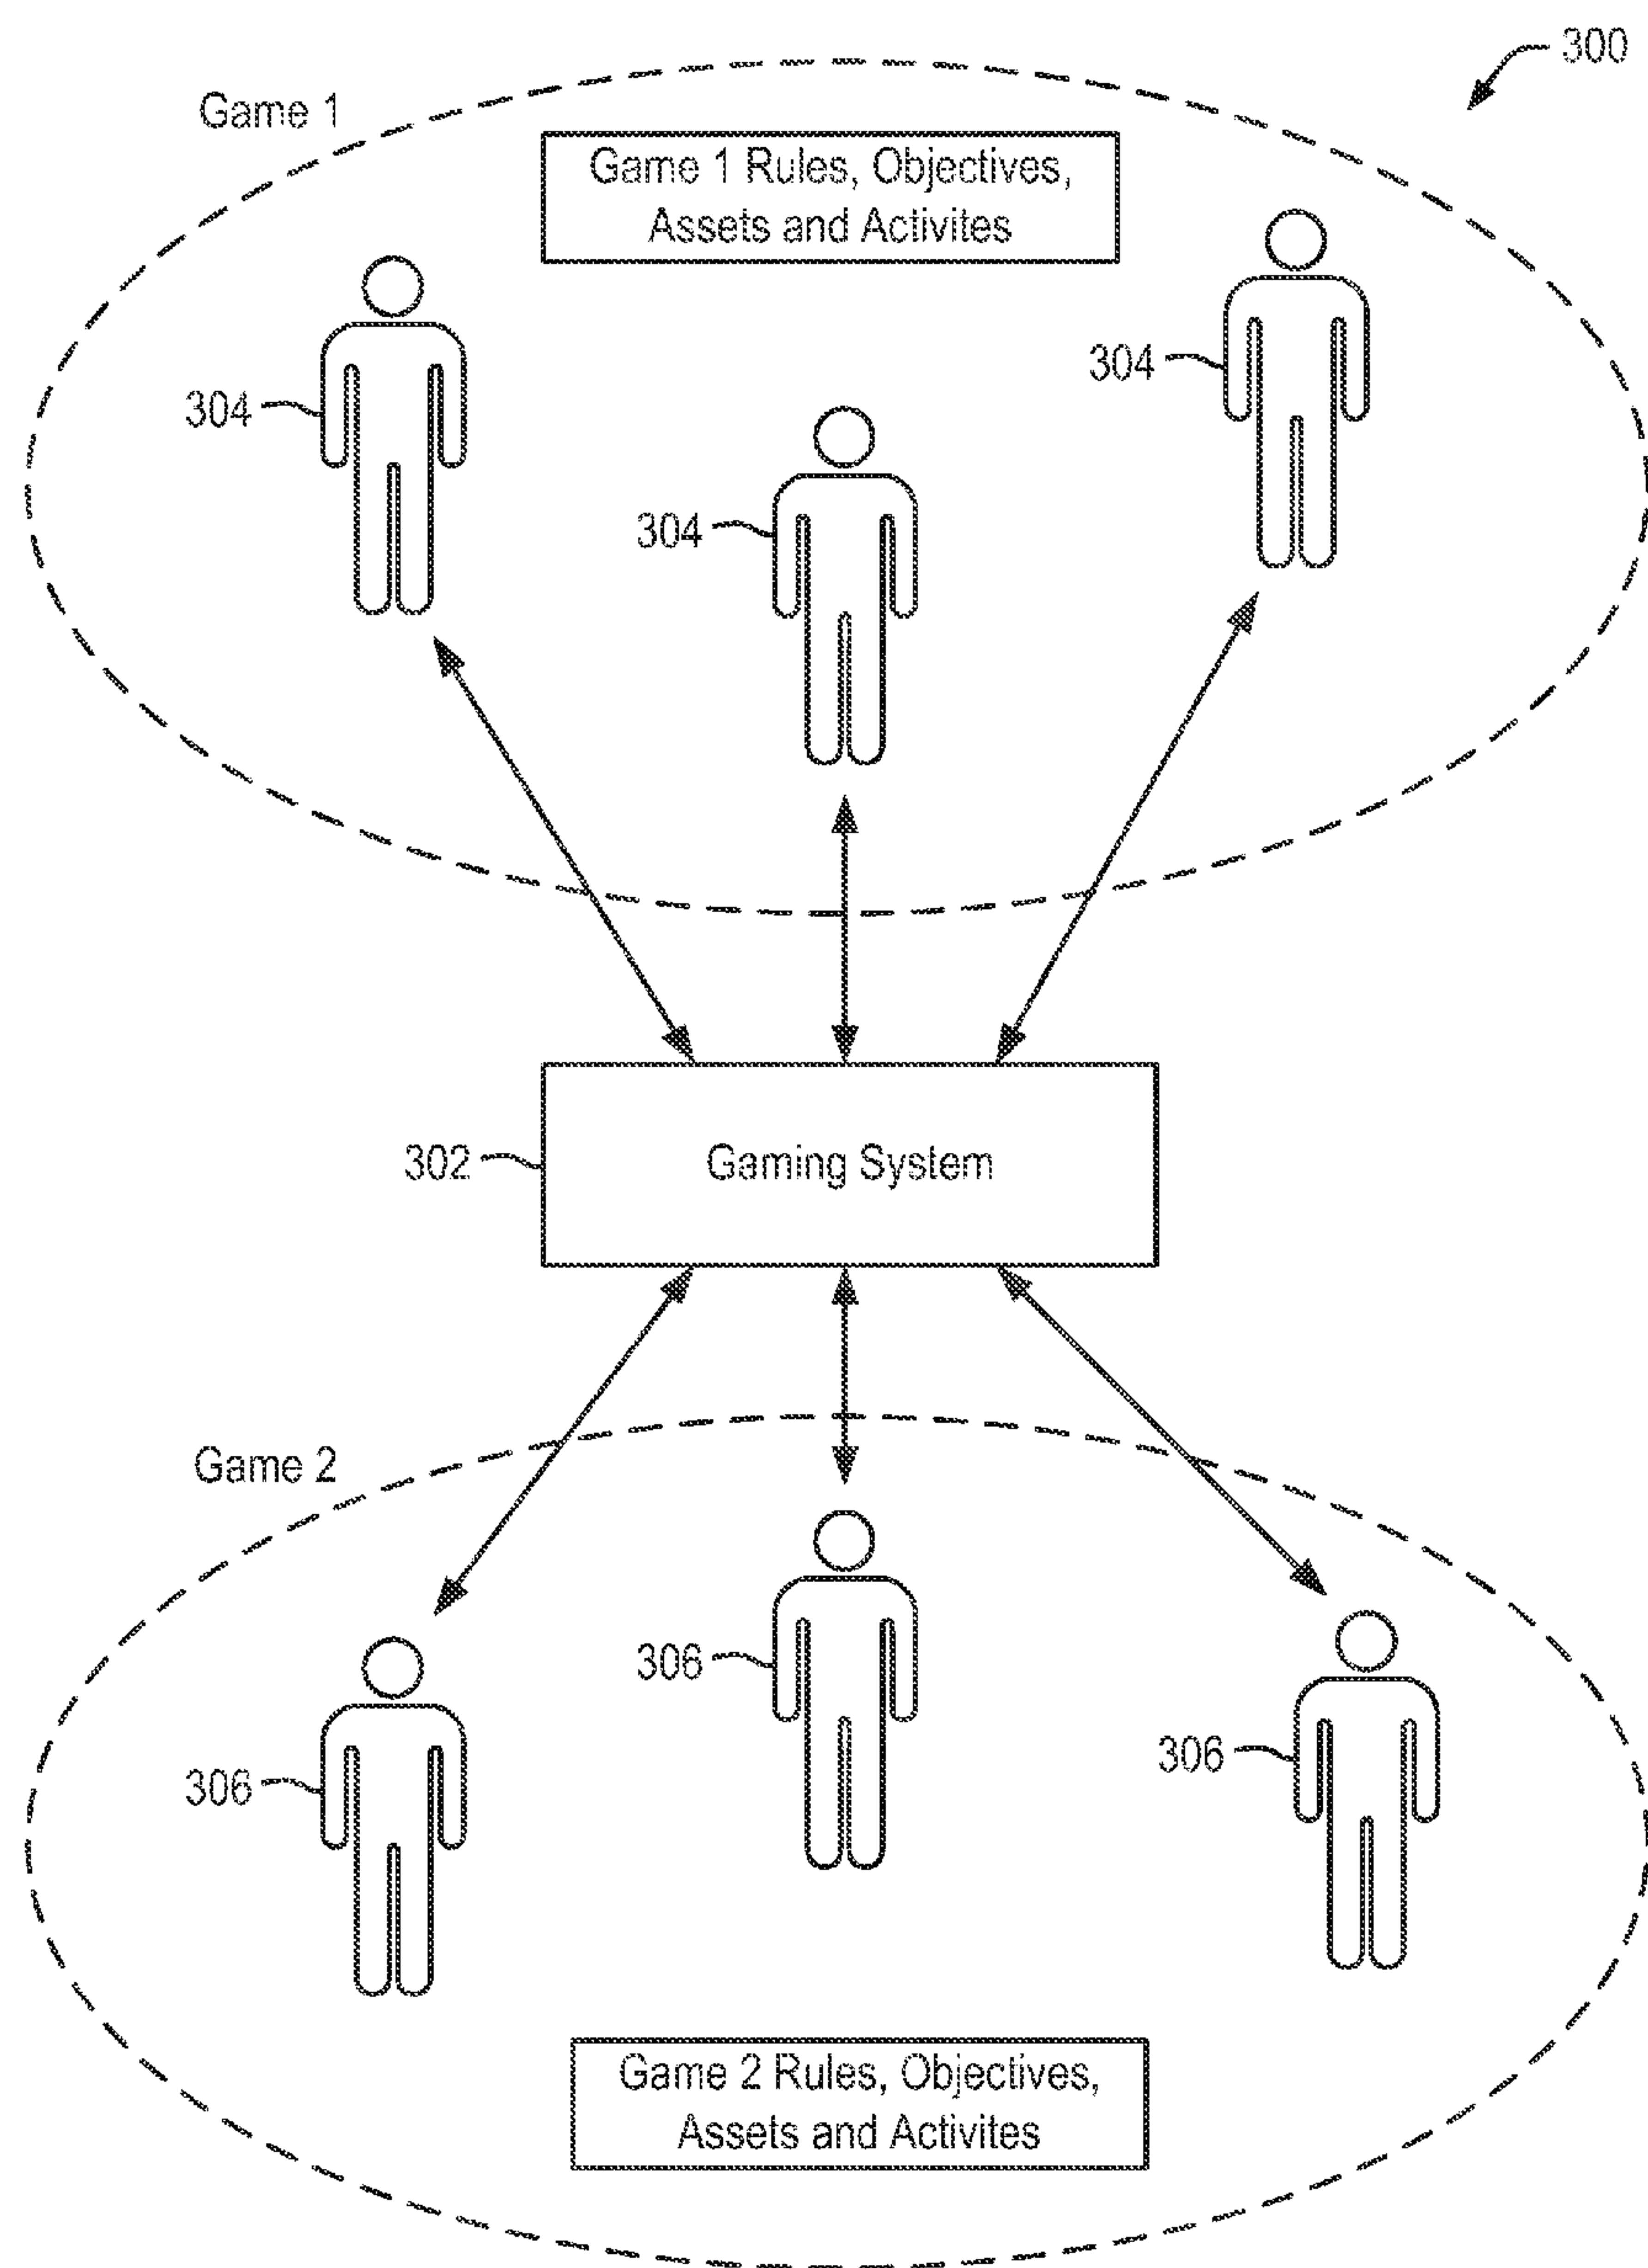 300
Game 1
Game 1 Rules, Objectives,
Assets and Activites
304
304
304
302
Gaming System
Game 2
306
306
306
Game 2 Rules, Objectives,
Assets and Activites